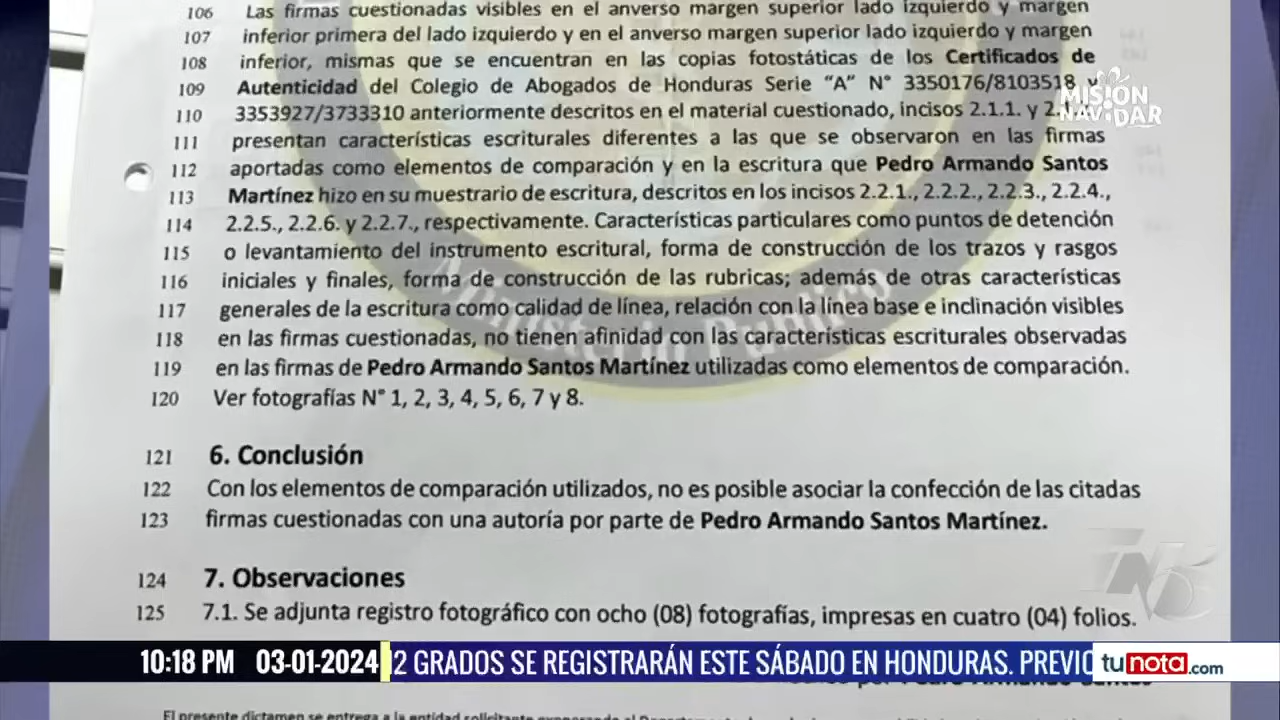 106 Las firmas cuestionadas visibles en el anverso margen superior lado izquierdo y margen
107 inferior primera del lado izquierdo y en el anverso margen superior lado izquierdo y margen
108 inferior, mismas que se encuentran en las copias fotostáticas de los Certificados de
109 Autenticidad del Colegio de Abogados de Honduras Serie “A” N° 3350176/8103518 y
110 3353927/3733310 anteriormente descritos en el material cuestionado, incisos 2.1.1. y
111 presentan características escriturales diferentes a las que se observaron en las firmas
112 aportadas como elementos de comparación y en la escritura que Pedro Armando Santos
113 Martínez hizo en su muestrario de escritura, descritos en los incisos 2.2.1., 2.2.2., 2.2.3., 2.2.4.,
114 2.2.5., 2.2.6. y 2.2.7., respectivamente. Características particulares como puntos de detención
115 o levantamiento del instrumento escritural, forma de construcción de los trazos y rasgos
116 iniciales y finales, forma de construcción de las rubricas; además de otras características
117 generales de la escritura como calidad de línea, relación con la línea base e inclinación visibles
118 en las firmas cuestionadas, no tienen afinidad con las características escriturales observadas
119 en las firmas de Pedro Armando Santos Martínez utilizadas como elementos de comparación.
120 Ver fotografías N° 1, 2, 3, 4, 5, 6, 7 y 8.
121 6. Conclusión
122 Con los elementos de comparación utilizados, no es posible asociar la confección de las citadas
123 firmas cuestionadas con una autoría por parte de Pedro Armando Santos Martínez.
124 7. Observaciones
125 7.1. Se adjunta registro fotográfico con ocho (08) fotografías, impresas en cuatro (04) folios.
Ministerio Público
MISIÓN
NAVIDAR
10:18 PM 03-01-2024 12 GRADOS SE REGISTRARÁN ESTE SÁBADO EN HONDURAS. PREVIO
tunota.com